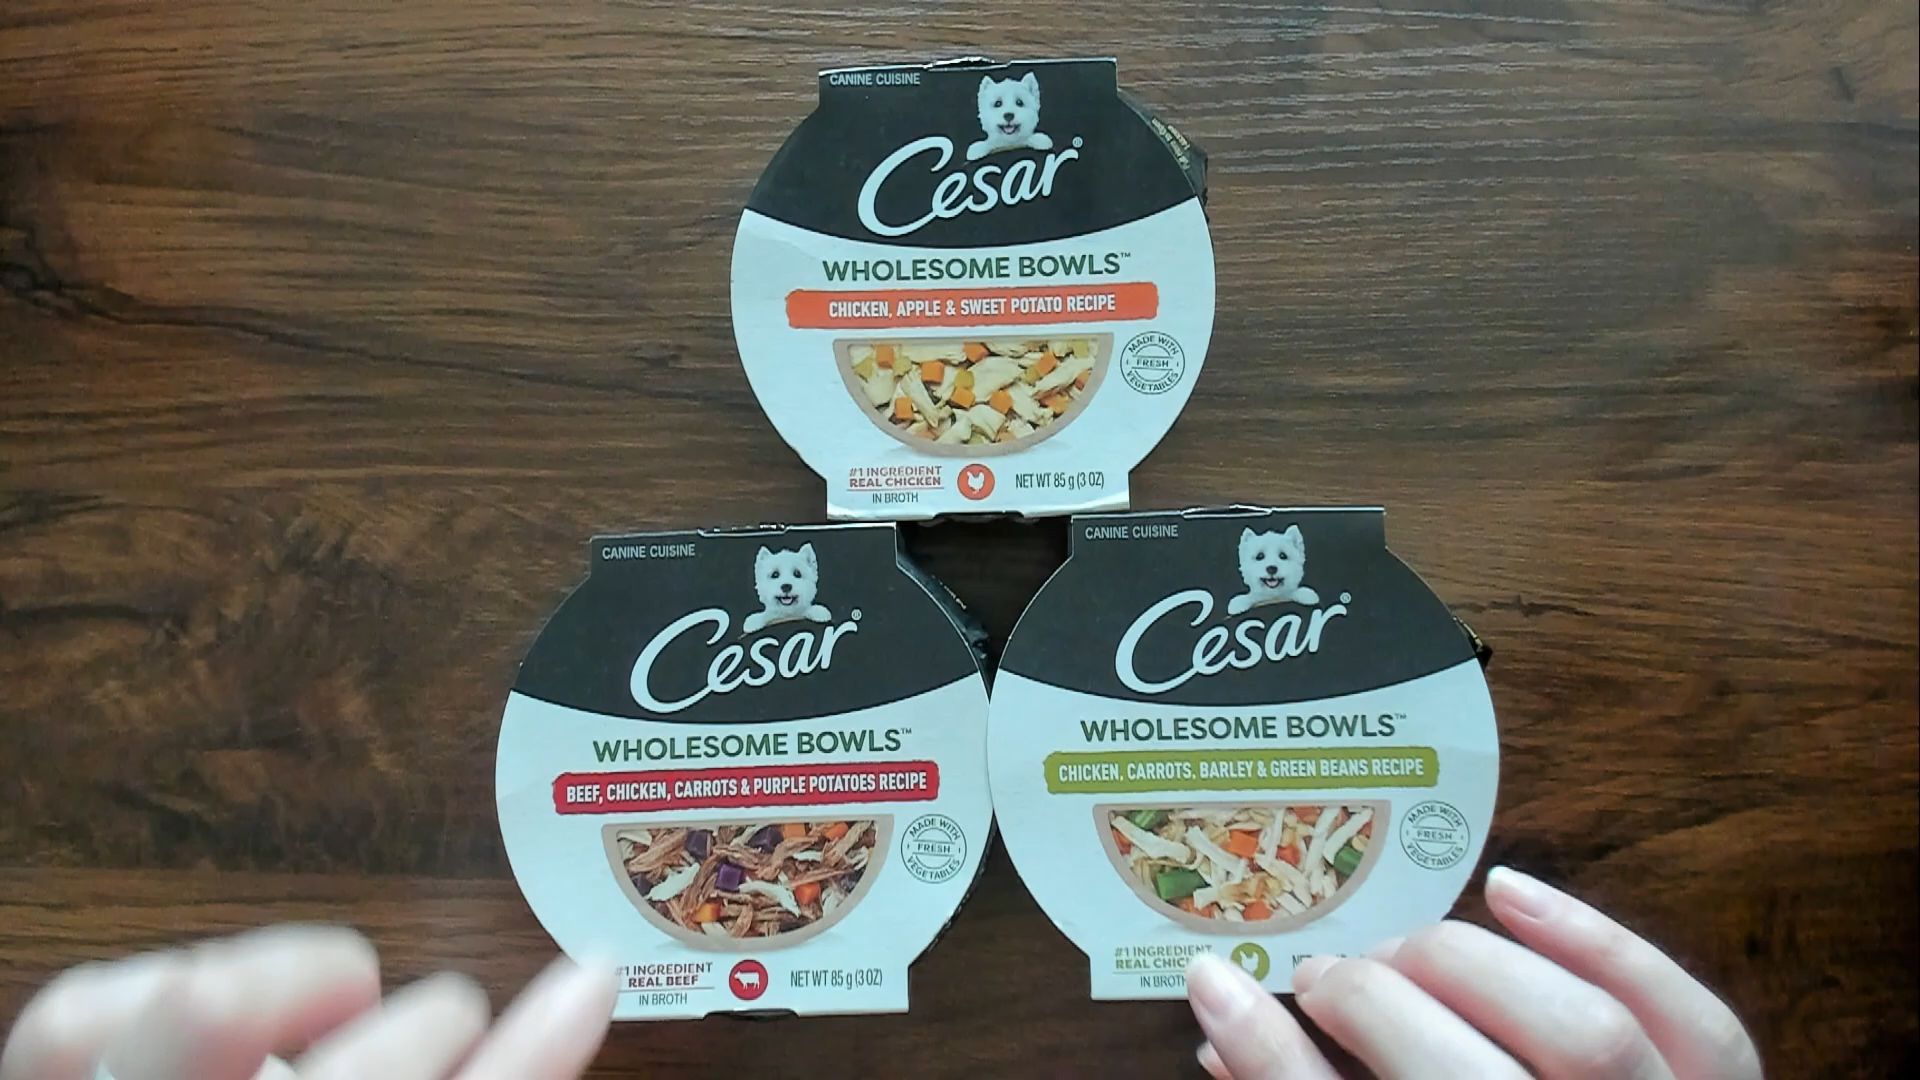 CANINE CUISINE
Cesar®
WHOLESOME BOWLS™
CHICKEN, APPLE & SWEET POTATO RECIPE
MADE WITH
FRESH
VEGETABLES
#1 INGREDIENT
REAL CHICKEN
IN BROTH
NET WT 85 g (3 OZ)
CANINE CUISINE
Cesar®
WHOLESOME BOWLS™
BEEF, CHICKEN, CARROTS & PURPLE POTATOES RECIPE
MADE WITH
FRESH
VEGETABLES
#1 INGREDIENT
REAL BEEF
IN BROTH
NET WT 85 g (3 OZ)
CANINE CUISINE
Cesar®
WHOLESOME BOWLS™
CHICKEN, CARROTS, BARLEY & GREEN BEANS RECIPE
MADE WITH
FRESH
VEGETABLES
#1 INGREDIENT
REAL
IN BROTH